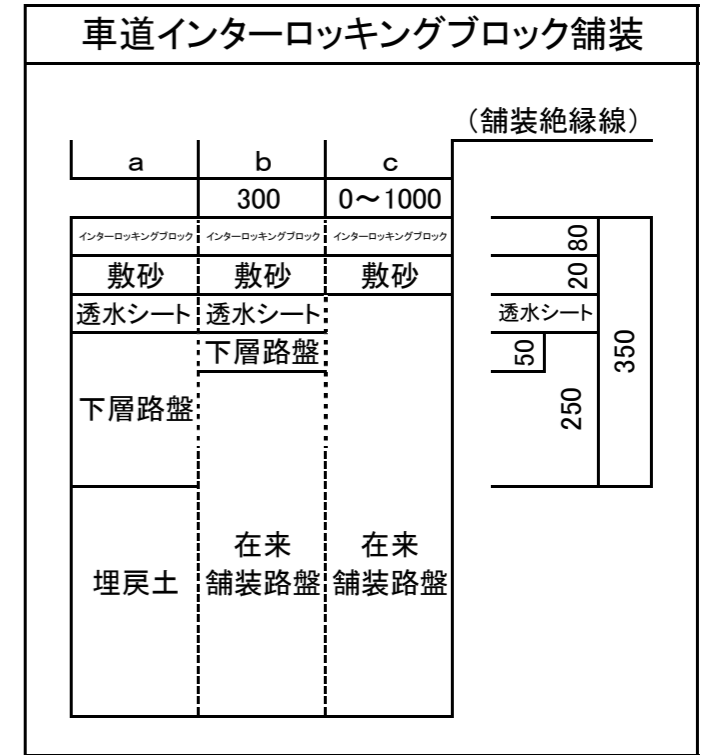 車道インターロッキングブロック舗装
(舗装絶縁線)
a b c
300 0～1000
インターロッキングブロック インターロッキングブロック インターロッキングブロック 80
敷砂 敷砂 敷砂 20
透水シート 透水シート 透水シート
下層路盤 50
350
下層路盤 250
埋戻土 在来 在来
舗装路盤 舗装路盤